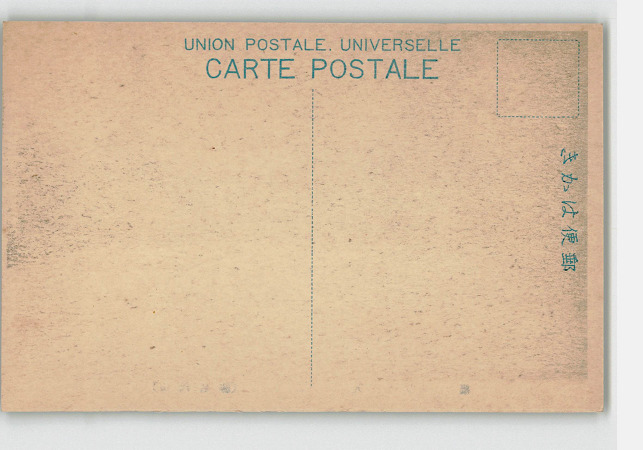 UNION POSTALE. UNIVERSELLE
CARTE POSTALE
きかは便郵